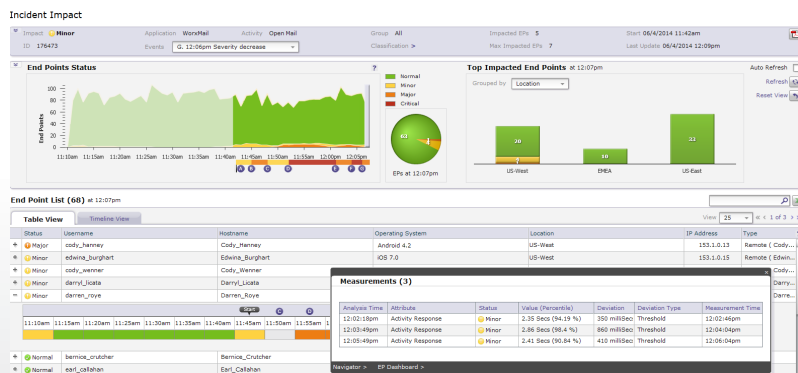 Incident Impact
Impact Minor Application WorxMail Activity Open Mail Group All Impacted EPs 5 Start 06/4/2014 11:42am
ID 176473 Events G, 12:06pm Severity decrease Classification > Max Impacted EPs 7 Last Update 06/4/2014 12:09pm
End Points Status ? Top Impacted End Points at 12:07pm Auto Refresh
Grouped by Location Refresh
Reset View
Normal
Minor
Major
Critical
End Points
100
80
60
40
20
0
11:10am 11:15am 11:20am 11:25am 11:30am 11:35am 11:40am 11:45am 11:50am 11:55am 12:00pm 12:05pm
A B C D E F G
63
EPs at 12:07pm
20 10 33
US-West EMEA US-East
End Point List (68) at 12:07pm
Table View Timeline View View 25 « < 1 of 3 >
Status Username Hostname Operating System Location IP Address Type
Major cody_hanney Cody_Hanney Android 4.2 US-West 153.1.0.13 Remote ( Cody...
Minor edwina_burghart Edwina_Burghart iOS 7.0 US-West 153.1.0.15 Remote ( Edwin...
Minor cody_wenner Cody_Wenner Cody...
Minor darryl_licata Darryl_Licata Darry...
Minor darren_roye Darren_Roye Darre...
Start C D
11:10am 11:15am 11:20am 11:25am 11:30am 11:35am 11:40am 11:45am 11:50am 11:55am
Normal bernice_crutcher Bernice_Crutcher
Normal earl_callahan Earl_Callahan
Measurements (3)
Analysis Time Attribute Status Value (Percentile) Deviation Deviation Type Measurement Time
12:02:18pm Activity Response Minor 2.35 Secs (94.19 %) 350 milliSec Threshold 12:02:46pm
12:03:49pm Activity Response Minor 2.86 Secs (98.4 %) 860 milliSec Threshold 12:04:04pm
12:05:49pm Activity Response Minor 2.41 Secs (90.84 %) 410 milliSec Threshold 12:06:04pm
Navigator > EP Dashboard >